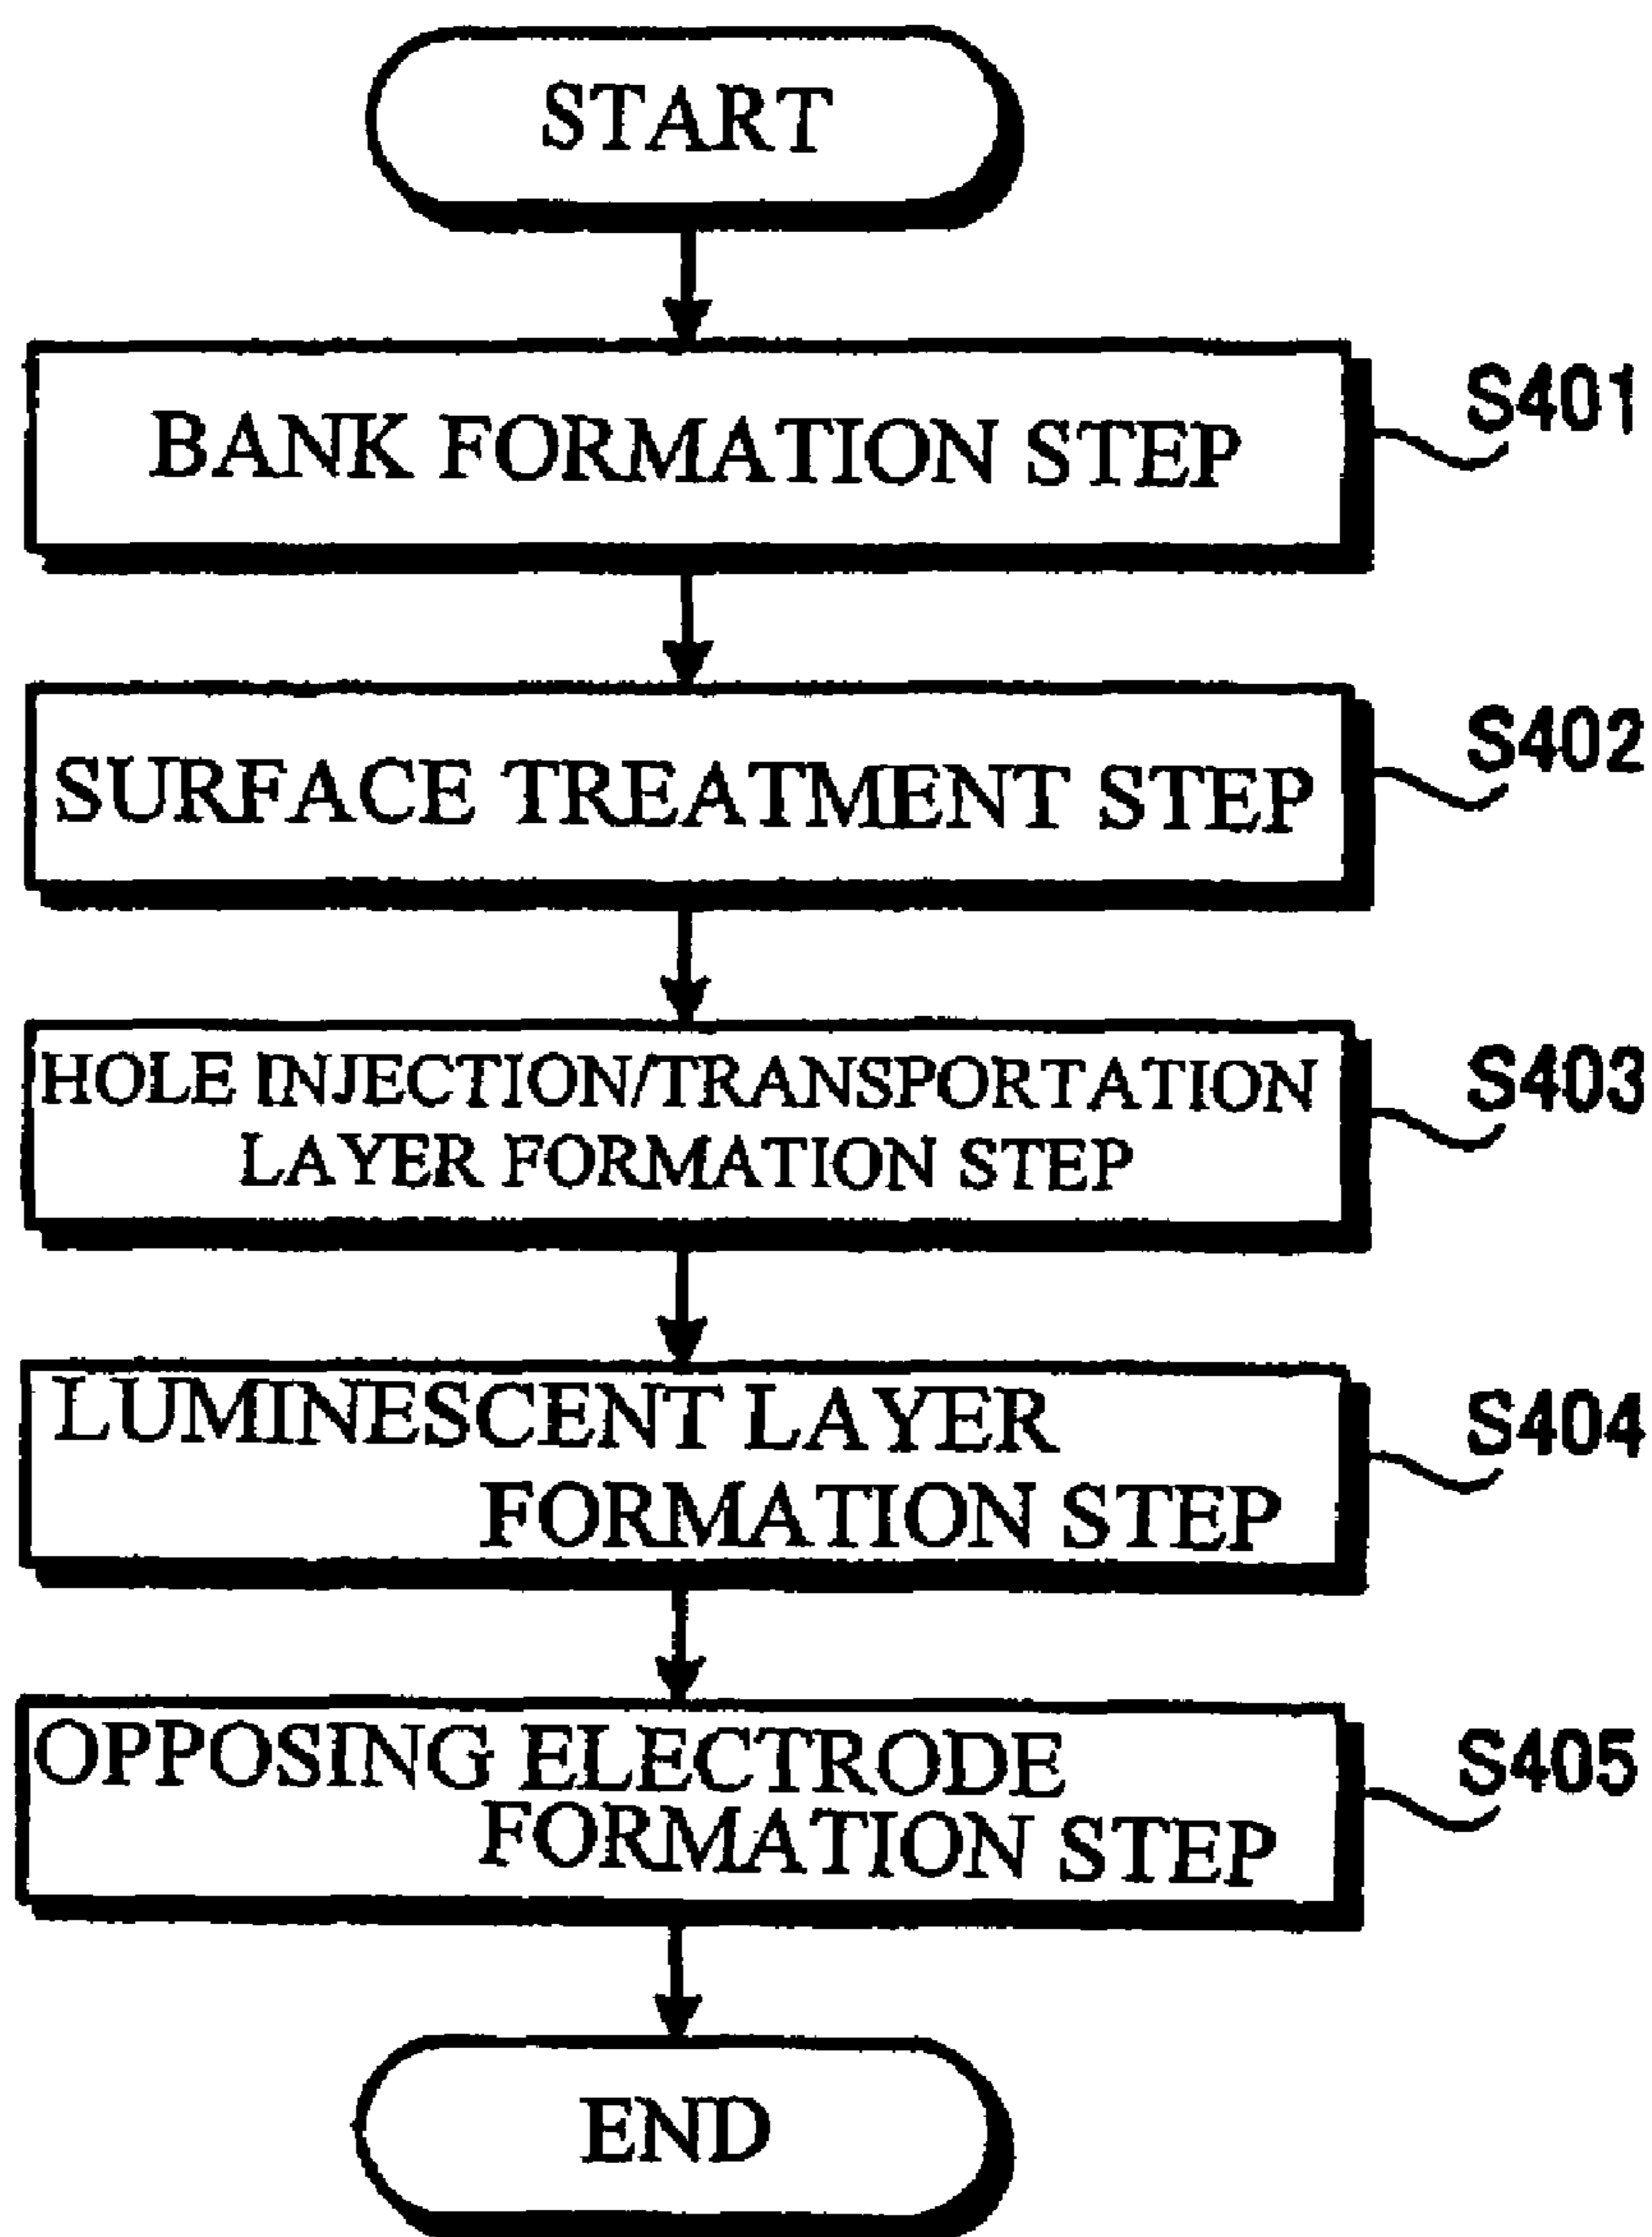 START
BANK FORMATION STEP
S401
SURFACE TREATMENT STEP
S402
HOLE INJECTION/TRANSPORTATION
LAYER FORMATION STEP
S403
LUMINESCENT LAYER
FORMATION STEP
S404
OPPOSING ELECTRODE
FORMATION STEP
S405
END